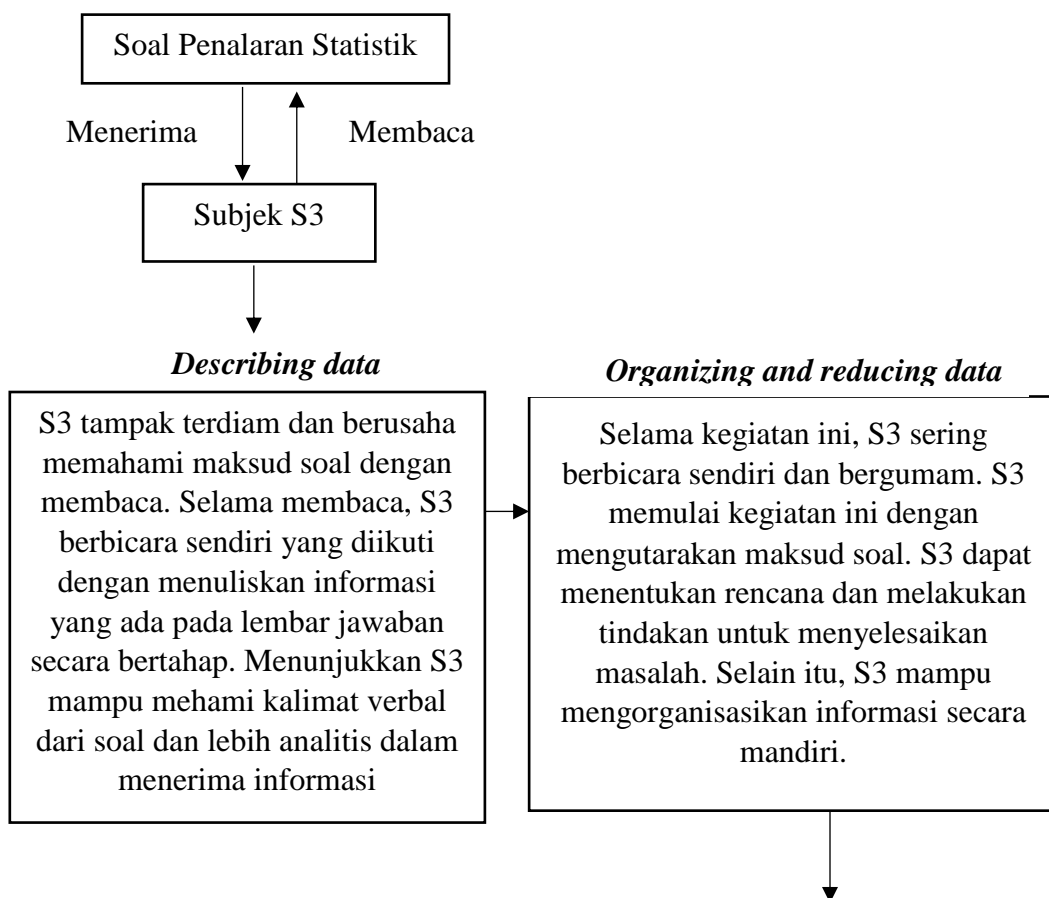 Soal Penalaran Statistik
Menerima
Membaca
Subjek S3
Describing data
S3 tampak terdiam dan berusaha
memahami maksud soal dengan
membaca. Selama membaca, S3
berbicara sendiri yang diikuti
dengan menuliskan informasi
yang ada pada lembar jawaban
secara bertahap. Menunjukkan S3
mampu mehami kalimat verbal
dari soal dan lebih analitis dalam
menerima informasi
Organizing and reducing data
Selama kegiatan ini, S3 sering
berbicara sendiri dan bergumam. S3
memulai kegiatan ini dengan
mengutarakan maksud soal. S3 dapat
menentukan rencana dan melakukan
tindakan untuk menyelesaikan
masalah. Selain itu, S3 mampu
mengorganisasikan informasi secara
mandiri.